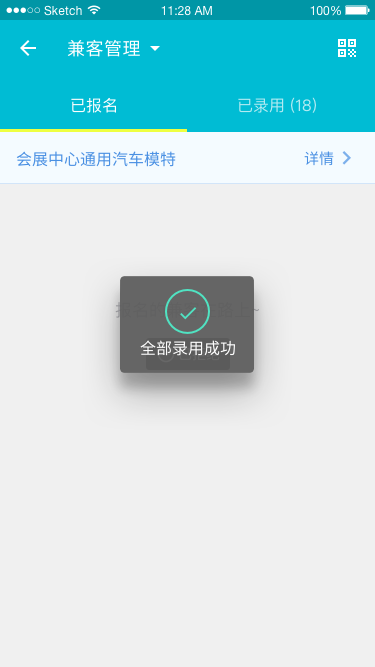 Sketch 11:28 AM 100%
兼客管理
已报名 已录用 (18)
会展中心通用汽车模特 详情
全部录用成功